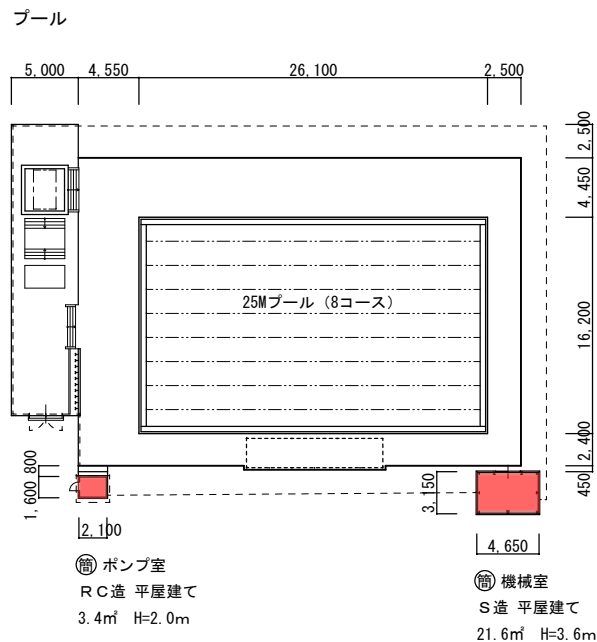 プール
5,000 4,550 26,100 2,500
2,500
4,450
25Mプール (8コース)
16,200
2,400
800
450
1,600
3,150
2,100
4,650
簡 ポンプ室
RC造 平屋建て
3.4㎡ H=2.0m
簡 機械室
S造 平屋建て
21.6㎡ H=3.6m